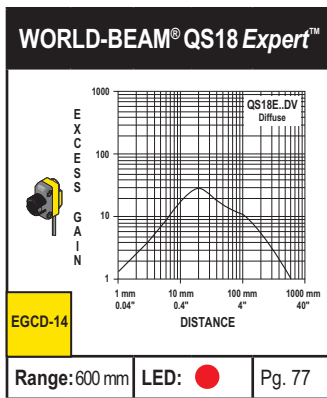 WORLD-BEAM® QS18 Expert™
EXCESS GAIN
1000
100
10
1
QS18E..DV
Diffuse
1 mm 10 mm 100 mm 1000 mm
0.04" 0.4" 4" 40"
DISTANCE
EGCD-14
Range: 600 mm LED: Pg. 77